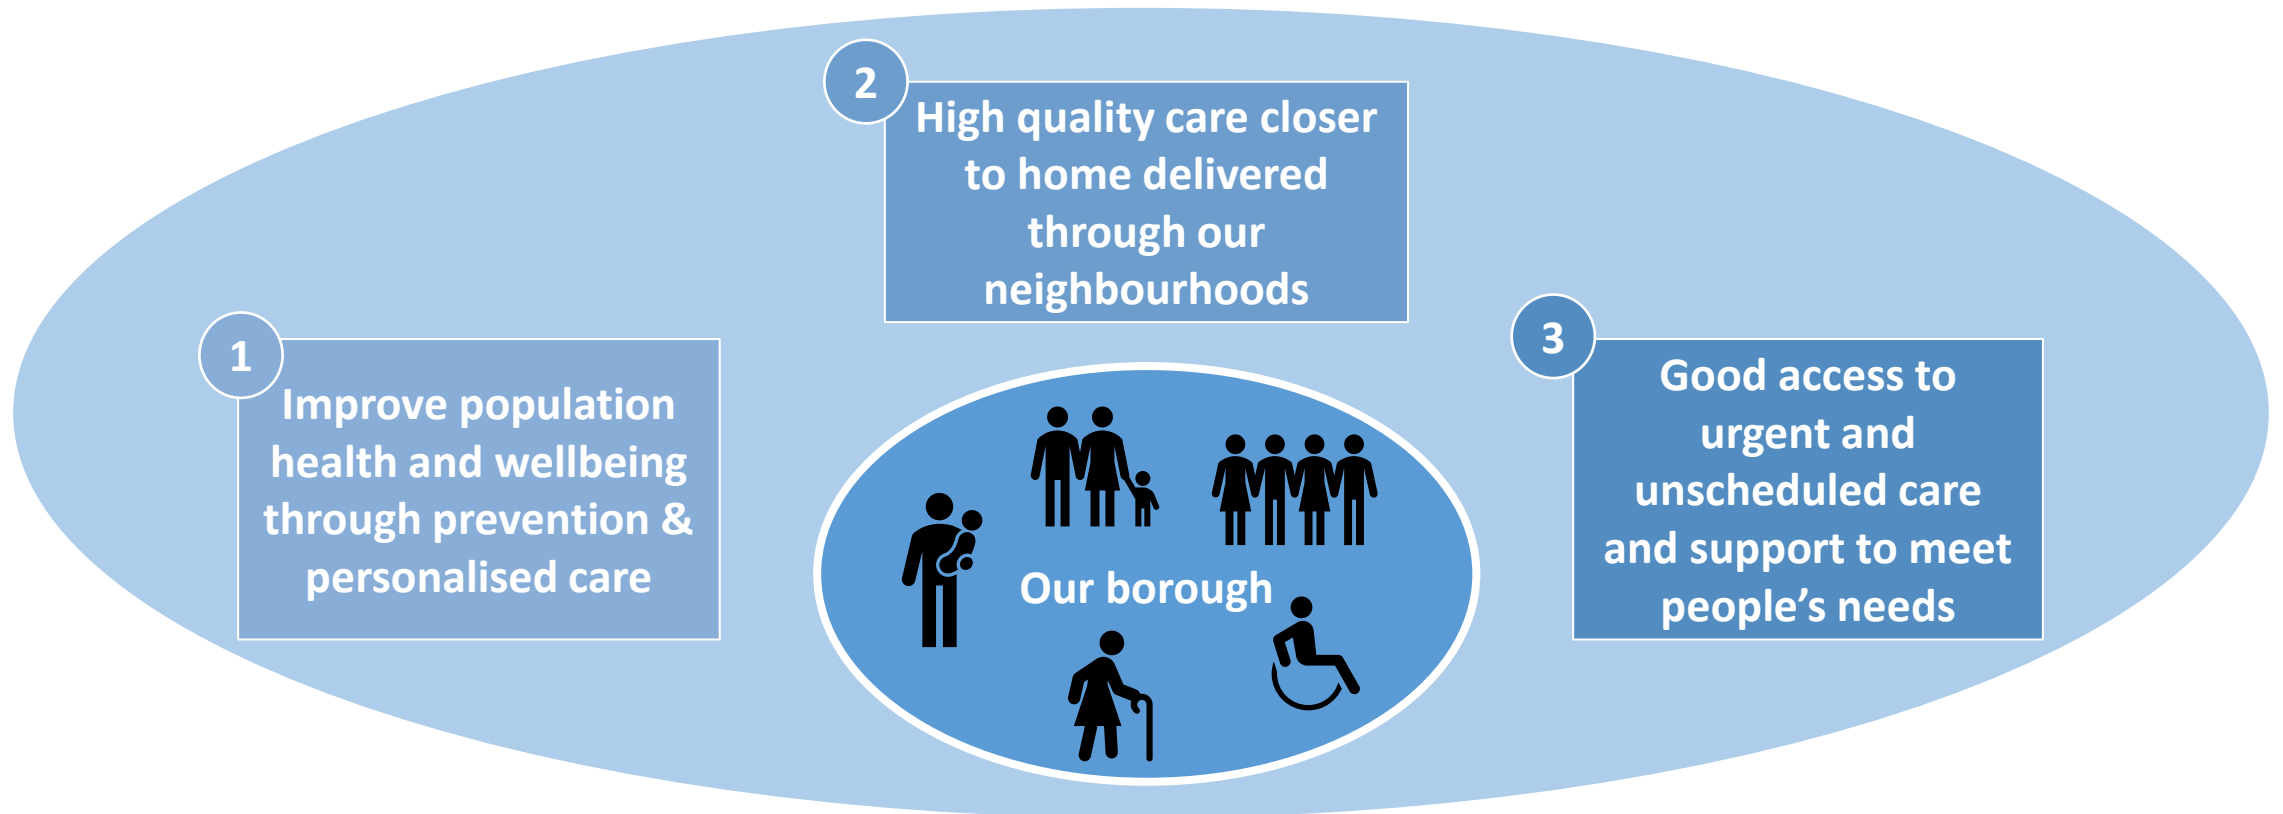 1
Improve population
health and wellbeing
through prevention &
personalised care
2
High quality care closer
to home delivered
through our
neighbourhoods
3
Good access to
urgent and
unscheduled care
and support to meet
people’s needs
Our borough